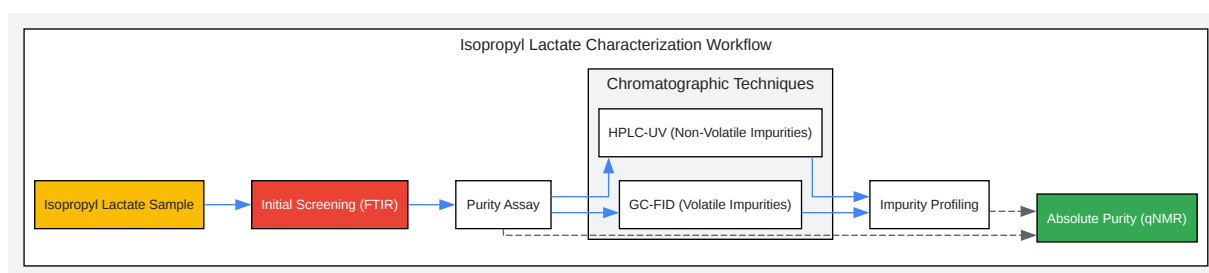 Isopropyl Lactate Characterization Workflow
Chromatographic Techniques
HPLC-UV (Non-Volatile Impurities)
Isopropyl Lactate Sample
Initial Screening (FTIR)
Purity Assay
GC-FID (Volatile Impurities)
Impurity Profiling
Absolute Purity (qNMR)